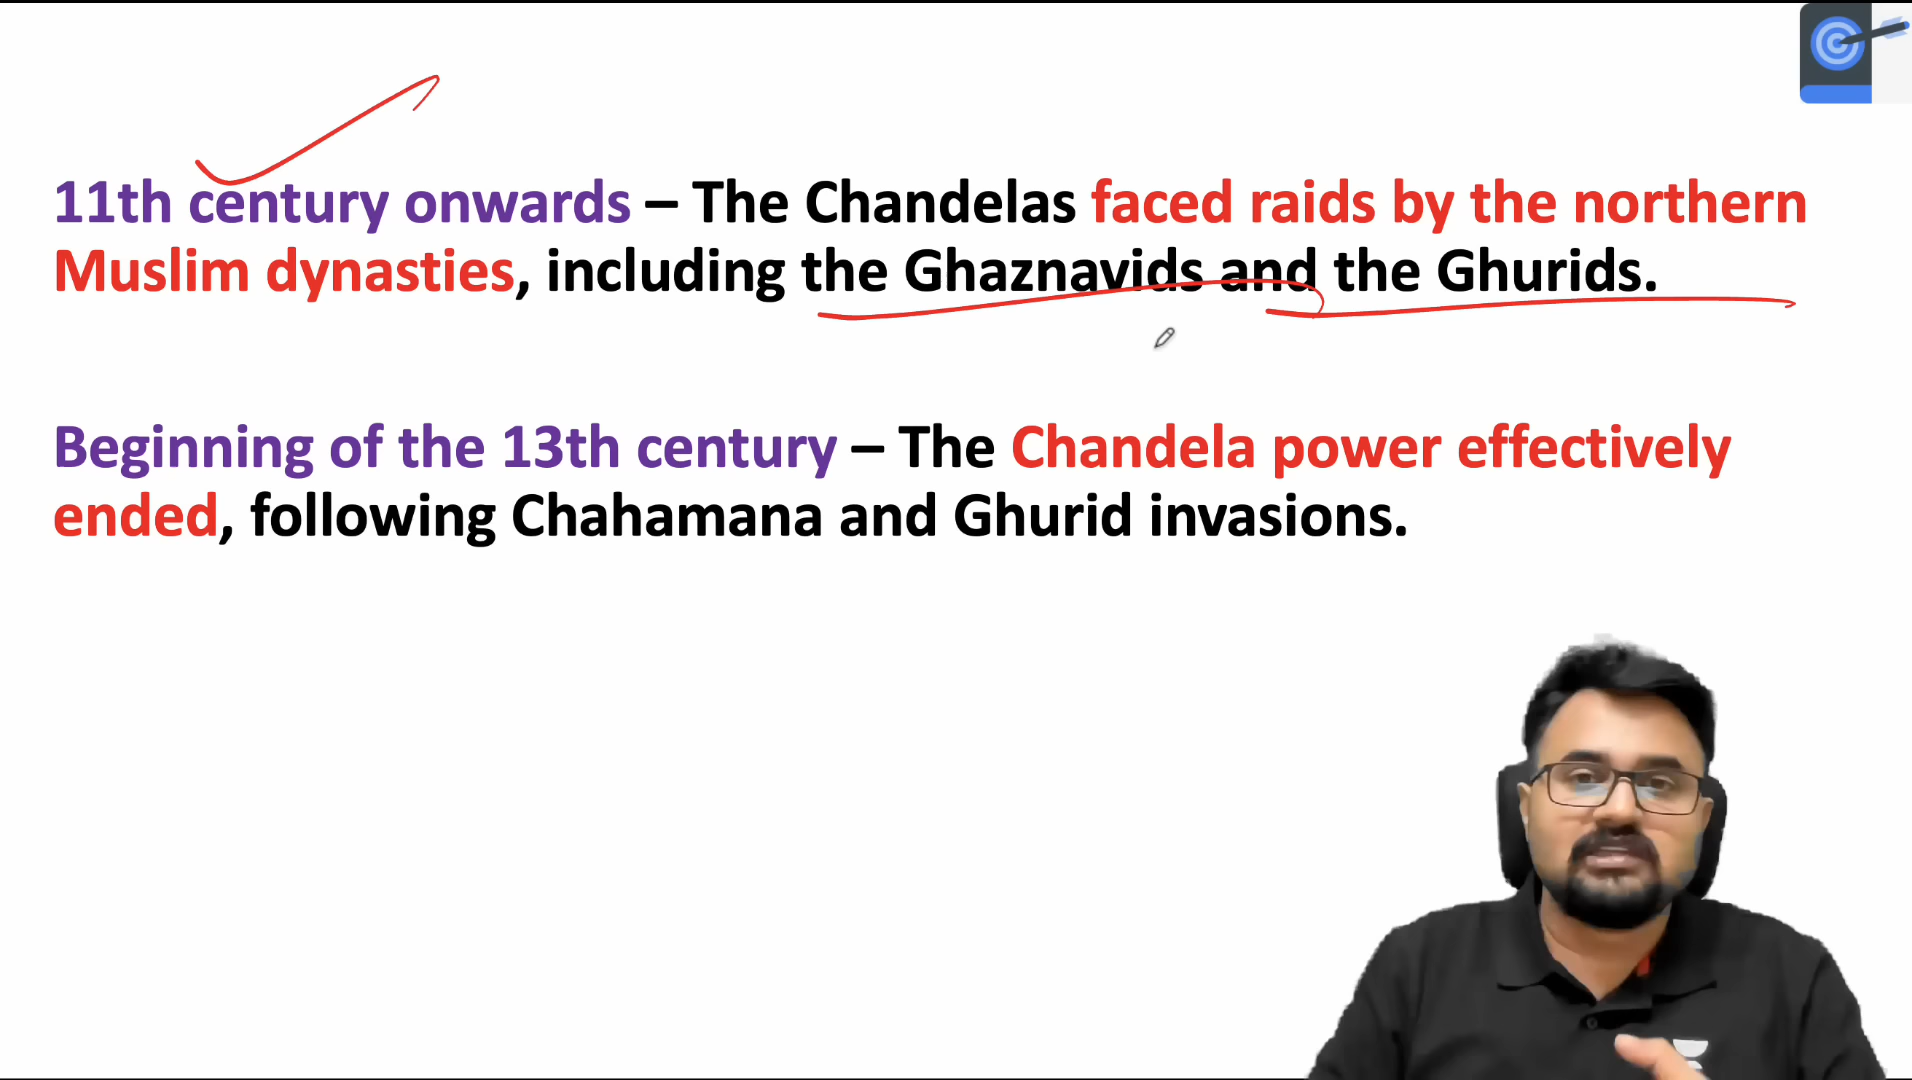 11th century onwards – The Chandelas faced raids by the northern
Muslim dynasties, including the Ghaznavids and the Ghurids.
Beginning of the 13th century – The Chandela power effectively
ended, following Chahamana and Ghurid invasions.